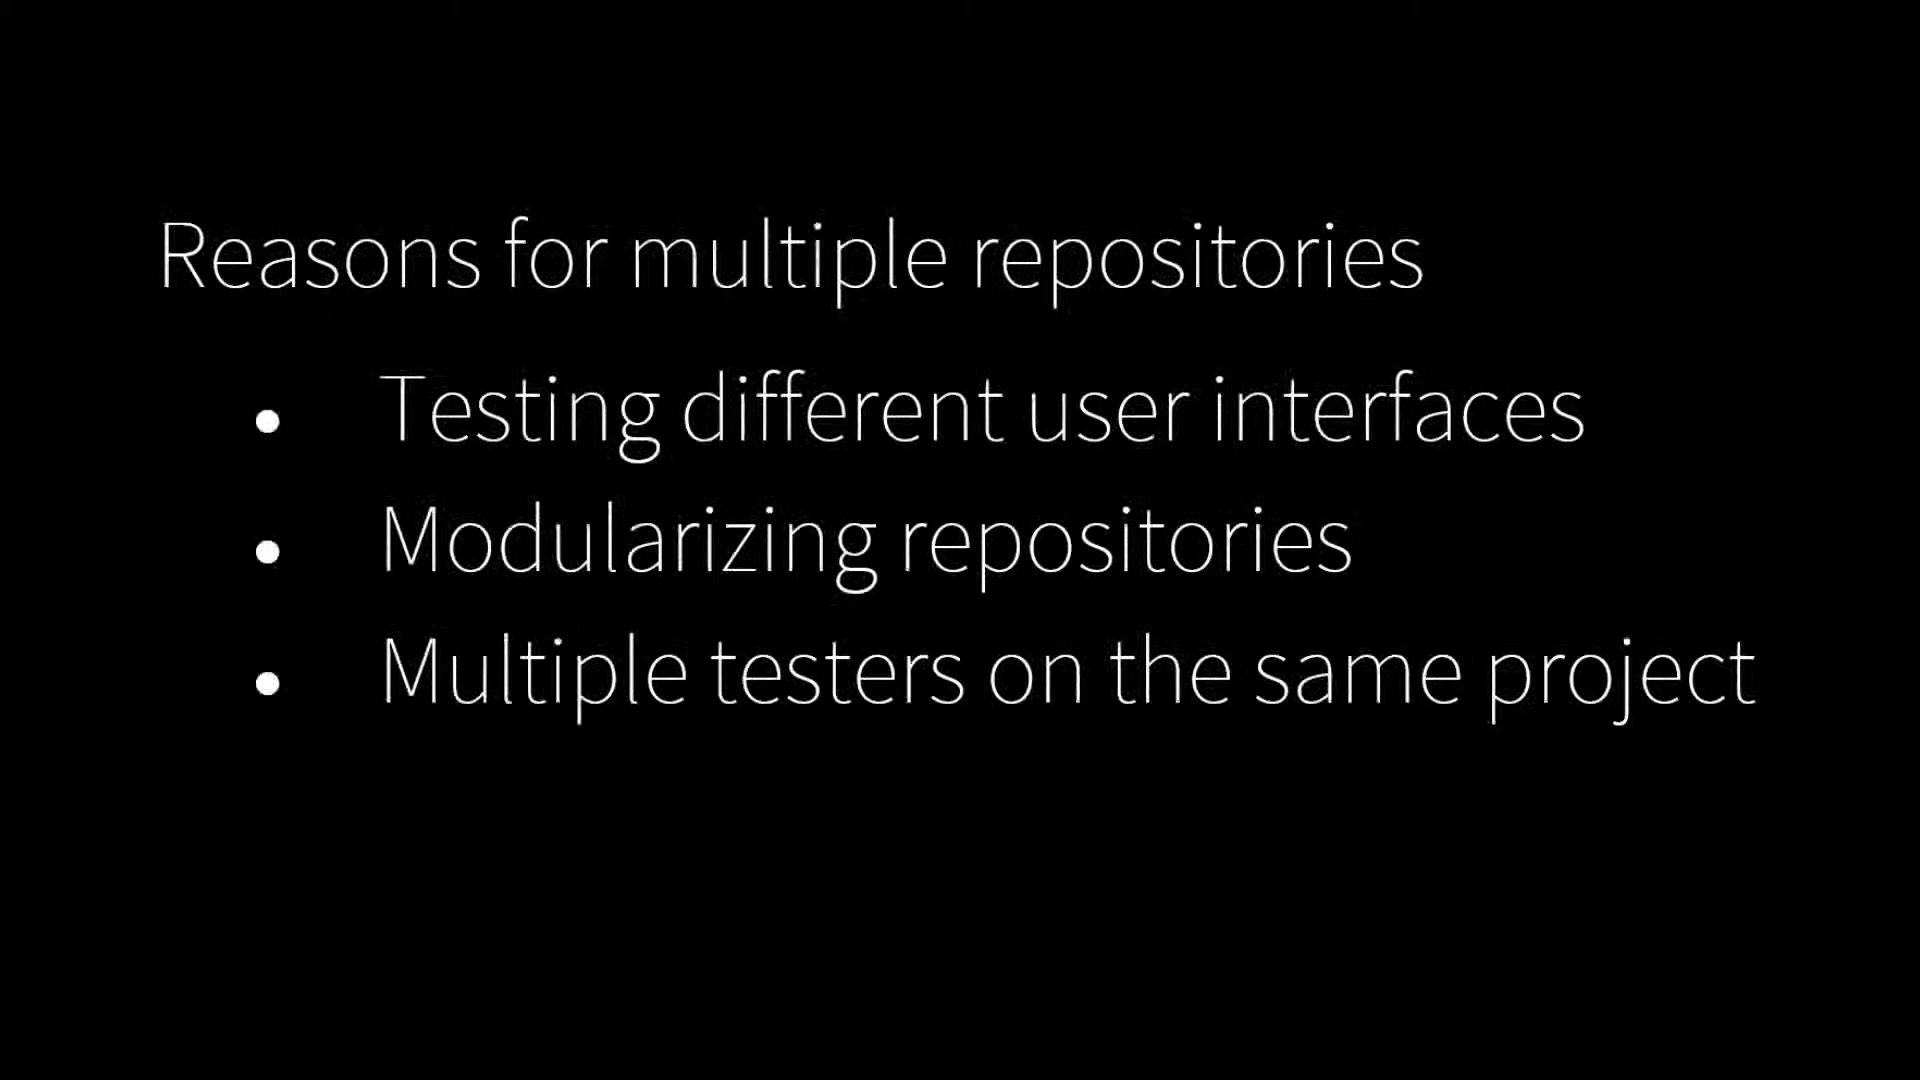 Reasons for multiple repositories
• Testing different user interfaces
• Modularizing repositories
• Multiple testers on the same project